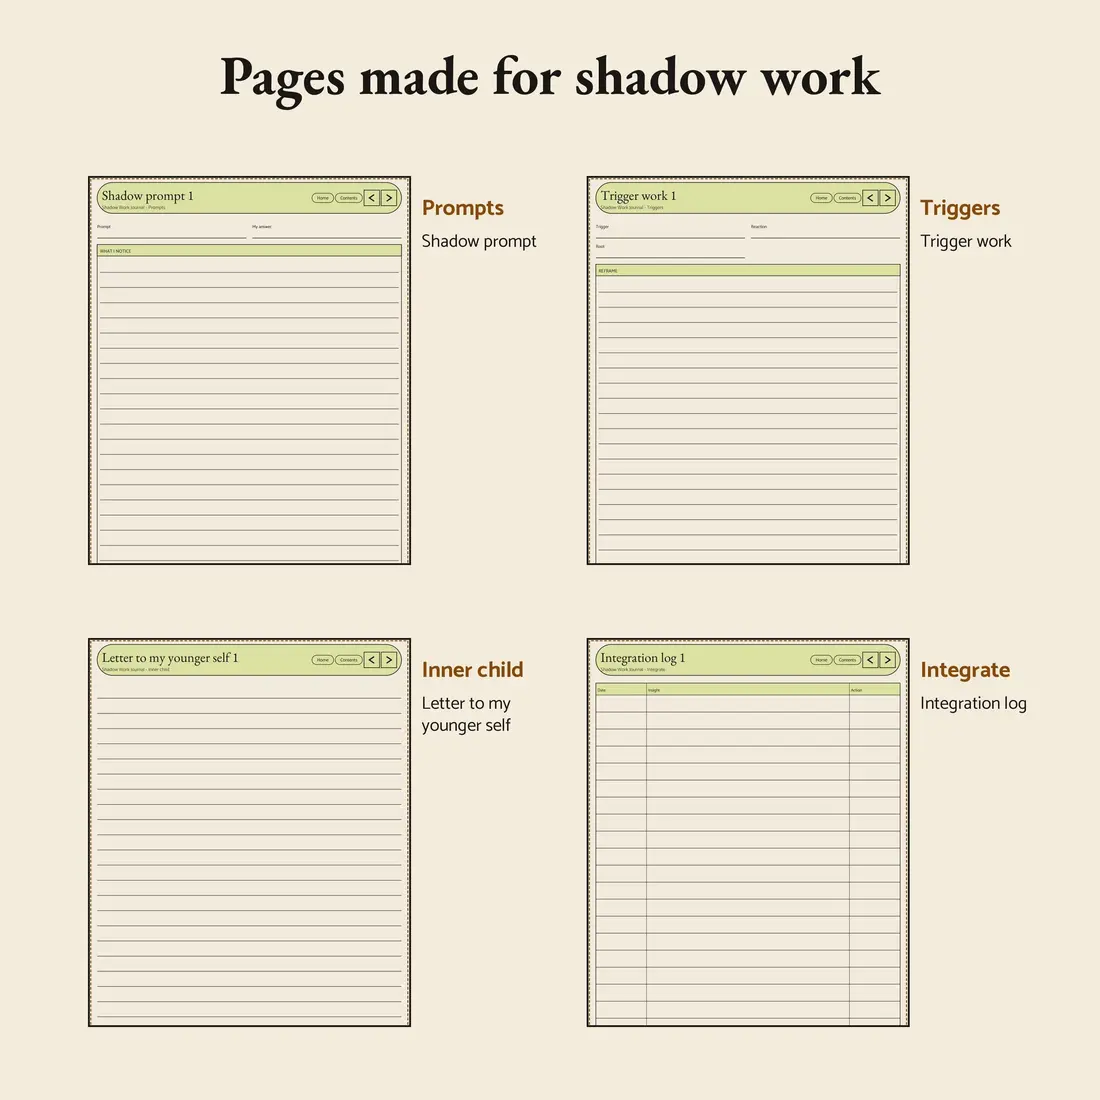 Pages made for shadow work
Shadow prompt 1
Shadow Work Journal · Prompts
Home
Contents
<
>
Prompt
My answer
WHAT I NOTICE
Prompts
Shadow prompt
Trigger work 1
Shadow Work Journal · Triggers
Home
Contents
<
>
Trigger
Reaction
Root
REFRAME
Triggers
Trigger work
Letter to my younger self 1
Shadow Work Journal · Inner child
Home
Contents
<
>
Inner child
Letter to my
younger self
Integration log 1
Shadow Work Journal · Integrate
Home
Contents
<
>
Date
Insight
Action
Integrate
Integration log